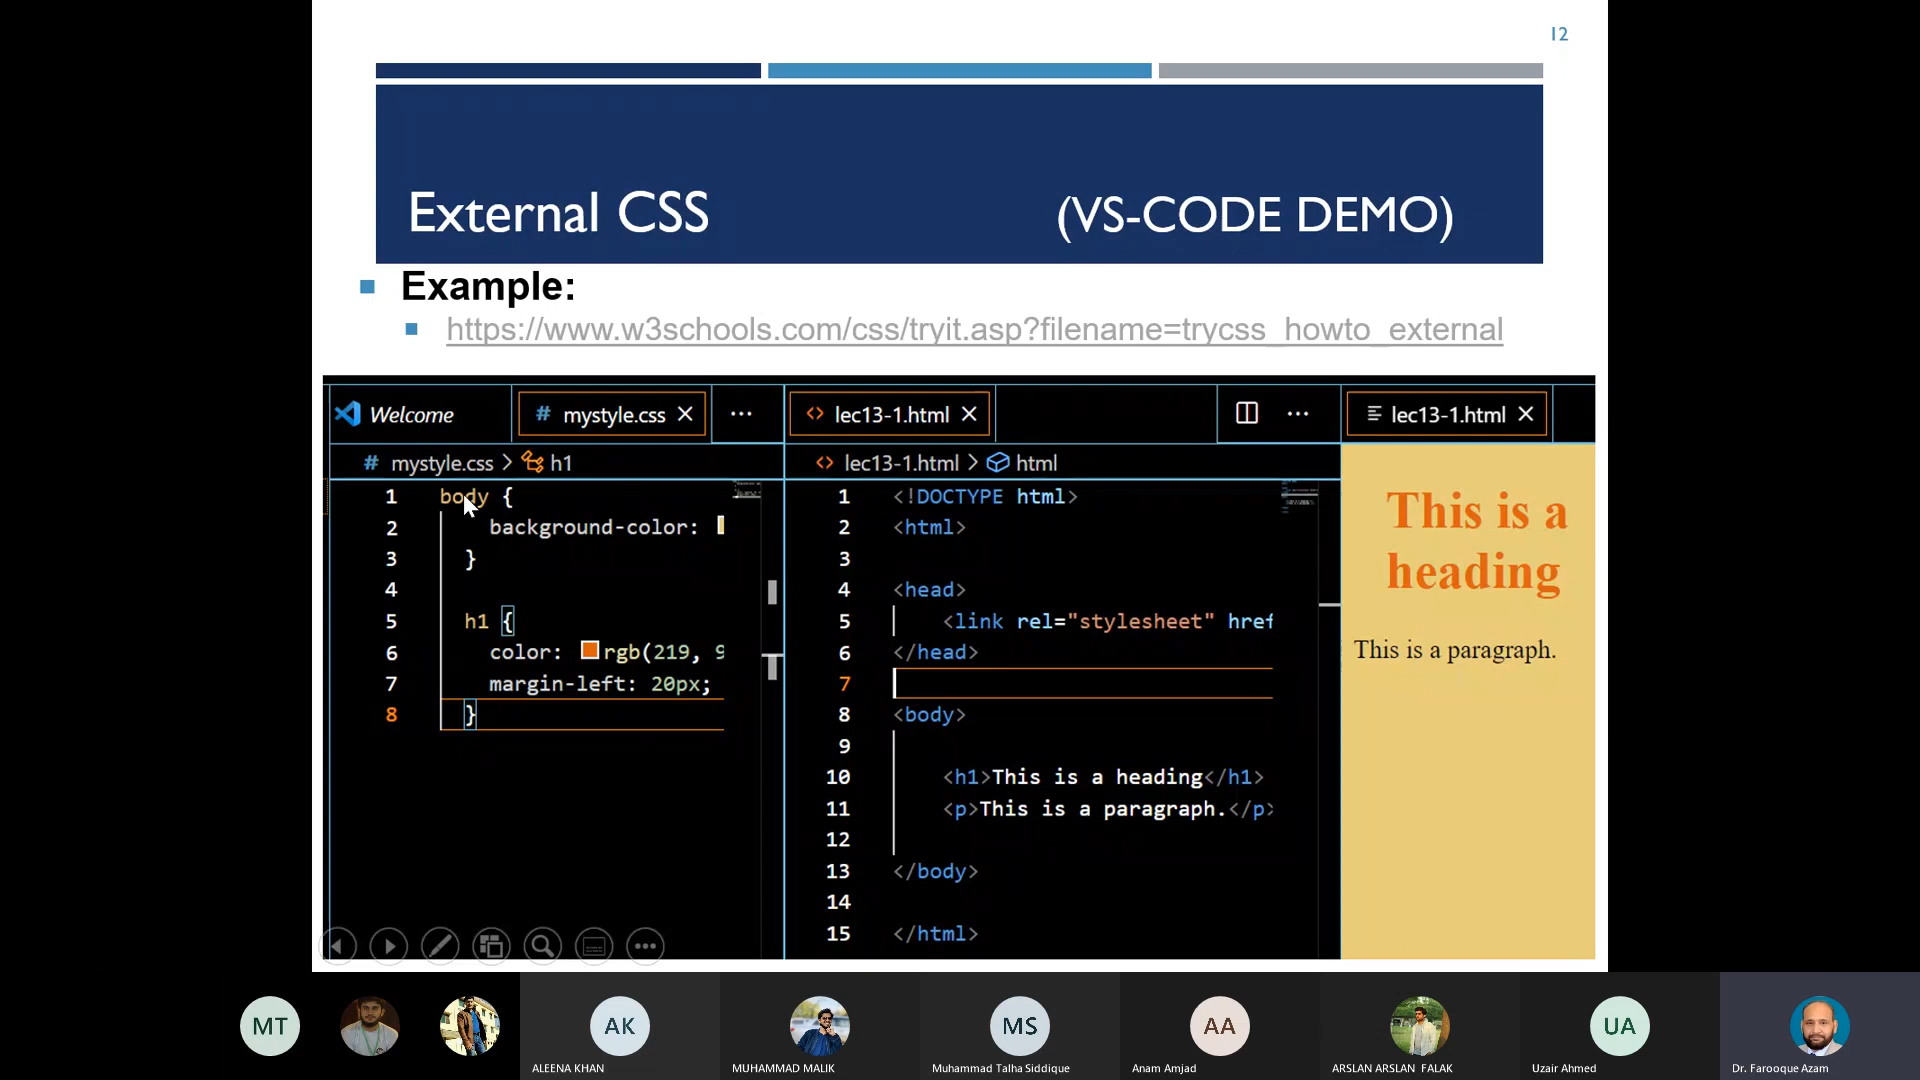 12
External CSS (VS-CODE DEMO)
Example:
https://www.w3schools.com/css/tryit.asp?filename=trycss_howto_external
Welcome # mystyle.css lec13-1.html lec13-1.html
# mystyle.css > h1
1 body {
2 background-color:
3 }
4
5 h1 {
6 color: rgb(219, 9
7 margin-left: 20px;
8 }
lec13-1.html > html
1 <!DOCTYPE html>
2 <html>
3
4 <head>
5 <link rel="stylesheet" href
6 </head>
7
8 <body>
9
10 <h1>This is a heading</h1>
11 <p>This is a paragraph.</p>
12
13 </body>
14
15 </html>
This is a
heading
This is a paragraph.
MT AK MS AA UA
ALEENA KHAN MUHAMMAD MALIK Muhammad Talha Siddique Anam Amjad ARSLAN ARSLAN FALAK Uzair Ahmed Dr. Farooque Azam